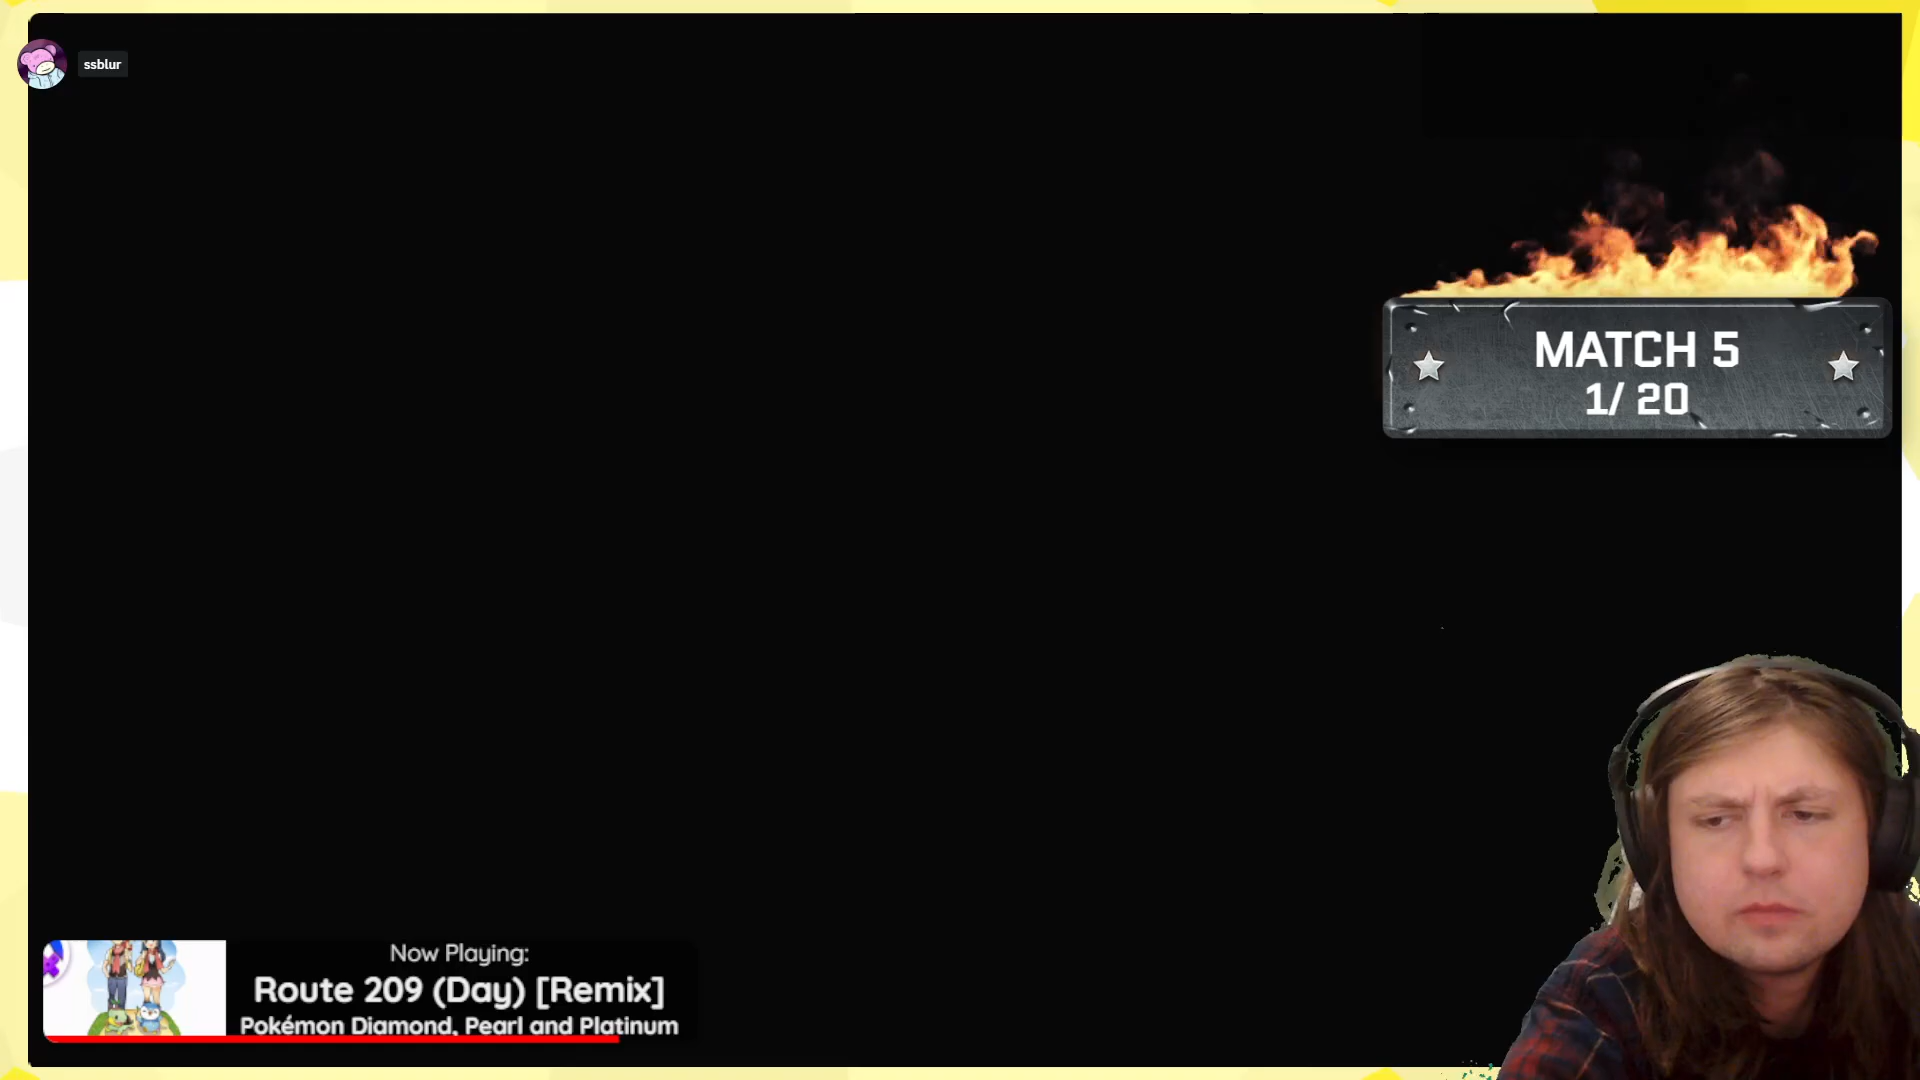 ssblur
MATCH 5
1/ 20
Now Playing:
Route 209 (Day) [Remix]
Pokémon Diamond, Pearl and Platinum